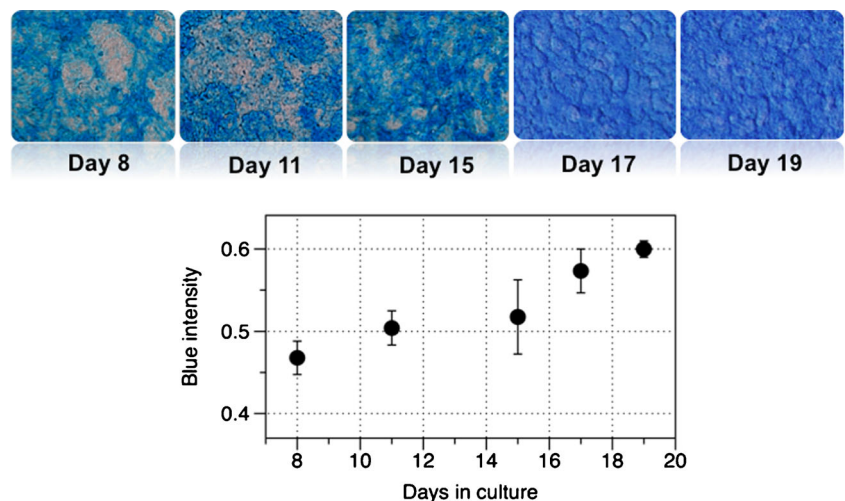 Day 8
Day 11
Day 15
Day 17
Day 19
0.6
0.5
0.4
Blue intensity
8 10 12 14 16 18 20
Days in culture